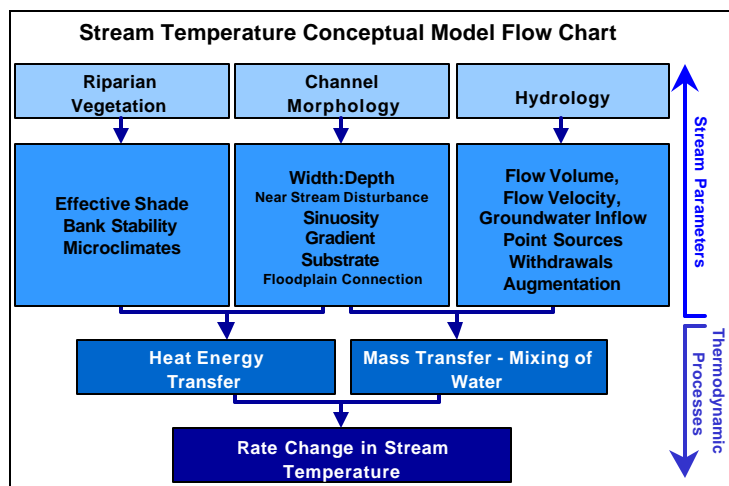 Stream Temperature Conceptual Model Flow Chart
Riparian
Vegetation
Channel
Morphology
Hydrology
Effective Shade
Bank Stability
Microclimates
Width:Depth
Near Stream Disturbance
Sinuosity
Gradient
Substrate
Floodplain Connection
Flow Volume,
Flow Velocity,
Groundwater Inflow
Point Sources
Withdrawals
Augmentation
Stream Parameters
Heat Energy
Transfer
Mass Transfer - Mixing of
Water
Thermodynamic
Processes
Rate Change in Stream
Temperature